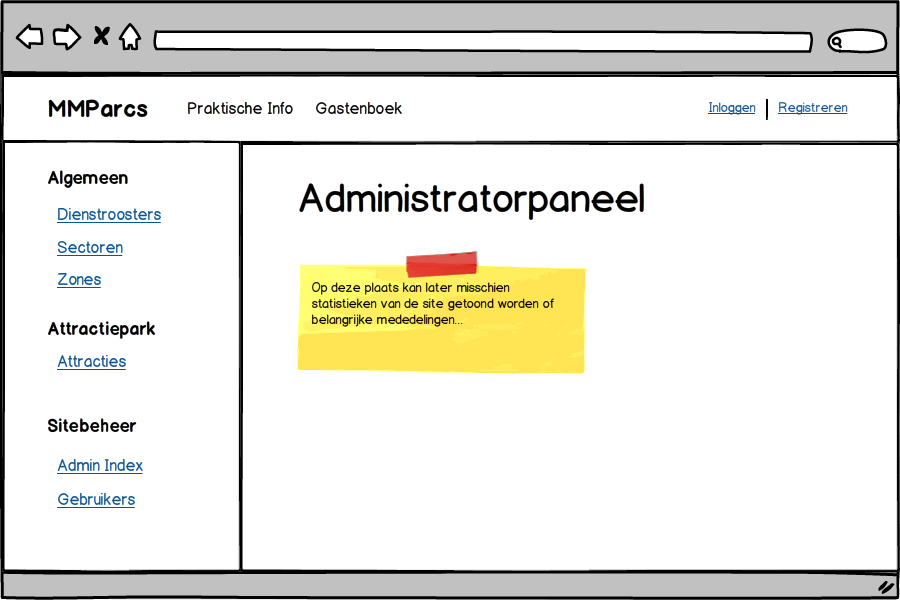 MMParcs
Praktische Info
Gastenboek
Inloggen
Registreren
Algemeen
Dienstroosters
Sectoren
Zones
Attractiepark
Attracties
Sitebeheer
Admin Index
Gebruikers
Administratorpaneel
Op deze plaats kan later misschien
statistieken van de site getoond worden of
belangrijke mededelingen...